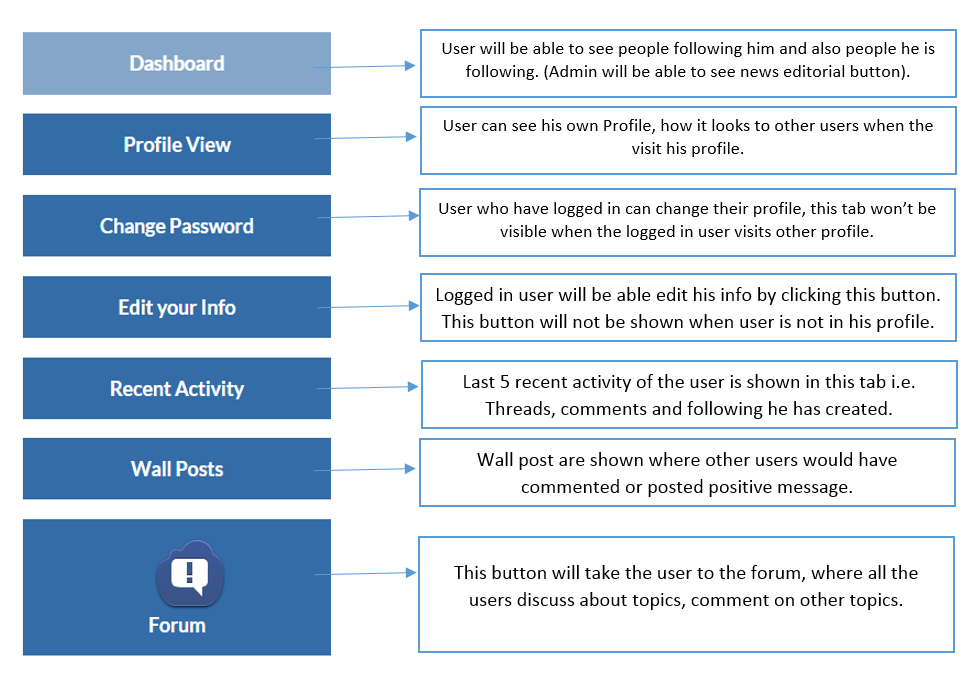 Dashboard
User will be able to see people following him and also people he is
following. (Admin will be able to see news editorial button).
Profile View
User can see his own Profile, how it looks to other users when the
visit his profile.
Change Password
User who have logged in can change their profile, this tab won’t be
visible when the logged in user visits other profile.
Edit your Info
Logged in user will be able edit his info by clicking this button.
This button will not be shown when user is not in his profile.
Recent Activity
Last 5 recent activity of the user is shown in this tab i.e.
Threads, comments and following he has created.
Wall Posts
Wall post are shown where other users would have
commented or posted positive message.
Forum
This button will take the user to the forum, where all the
users discuss about topics, comment on other topics.